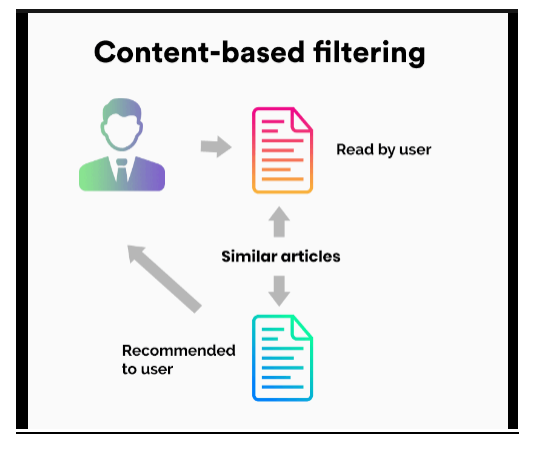 Content-based filtering
Read by user
Similar articles
Recommended
to user